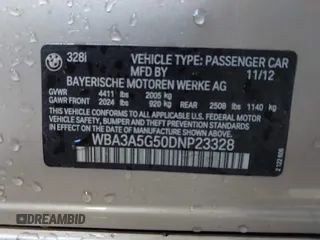 328i VEHICLE TYPE: PASSENGER CAR
MFD BY 11/12
BAYERISCHE MOTOREN WERKE AG
GVWR 4411 lbs 2005 kg
GAWR FRONT 2024 lbs 920 kg REAR 2508 lbs 1140 kg
THIS VEHICLE CONFORMS TO ALL APPLICABLE
U.S. FEDERAL MOTOR VEHICLE SAFETY, BUMPER,
AND THEFT PREVENTION STANDARDS IN EFFECT ON
THE DATE OF MANUFACTURE SHOWN ABOVE.
WBA3A5G50DNP23328
DREAMBID